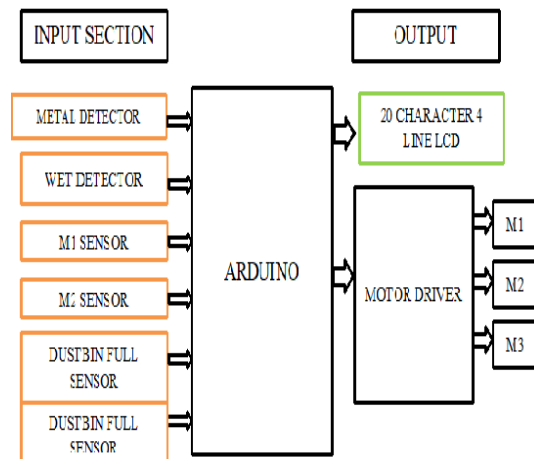 INPUT SECTION
OUTPUT
METAL DETECTOR
WET DETECTOR
M1 SENSOR
M2 SENSOR
DUSTBIN FULL
SENSOR
DUSTBIN FULL
SENSOR
ARDUINO
20 CHARACTER 4
LINE LCD
MOTOR DRIVER
M1
M2
M3